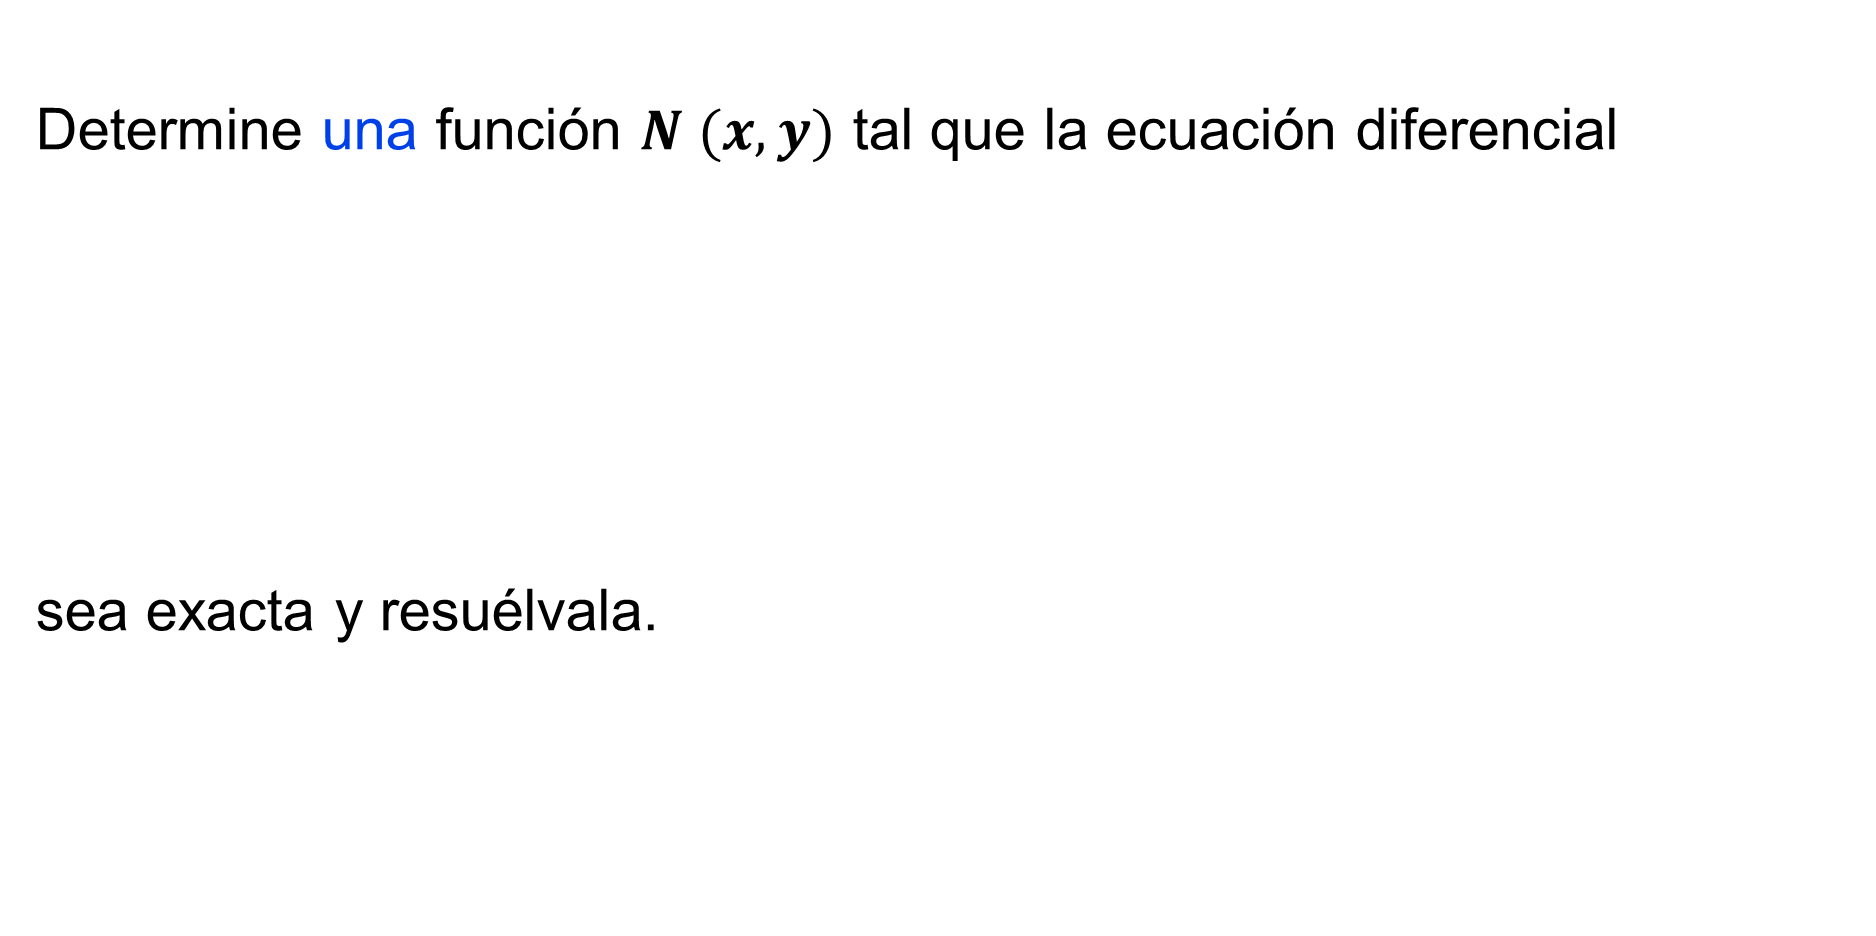 Determine una función N (x, y) tal que la ecuación diferencial
sea exacta y resuélvala.